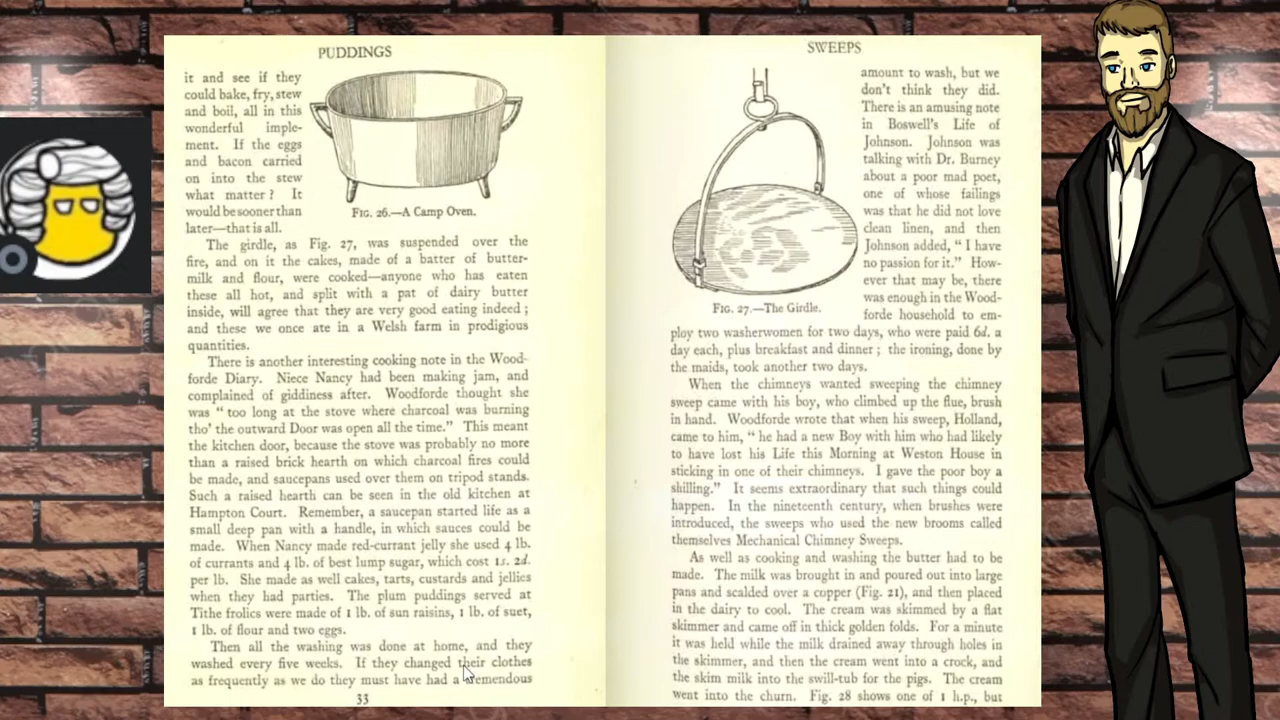 PUDDINGS
it and see if they
could bake, fry, stew
and boil, all in this
wonderful imple-
ment. If the eggs
and bacon carried
on into the stew
what matter? It
would be sooner than
later—that is all.
FIG. 26.—A Camp Oven.
The girdle, as Fig. 27, was suspended over the
fire, and on it the cakes, made of a batter of butter-
milk and flour, were cooked—anyone who has eaten
these all hot, and split with a pat of dairy butter
inside, will agree that they are very good eating indeed;
and these we once ate in a Welsh farm in prodigious
quantities.
There is another interesting cooking note in the Wood-
forde Diary. Niece Nancy had been making jam, and
complained of giddiness after. Woodforde thought she
was “ too long at the stove where charcoal was burning
tho' the outward Door was open all the time.” This meant
the kitchen door, because the stove was probably no more
than a raised brick hearth on which charcoal fires could
be made, and saucepans used over them on tripod stands.
Such a raised hearth can be seen in the old kitchen at
Hampton Court. Remember, a saucepan started life as a
small deep pan with a handle, in which sauces could be
made. When Nancy made red-currant jelly she used 4 lb.
of currants and 4 lb. of best lump sugar, which cost 1s. 2d.
per lb. She made as well cakes, tarts, custards and jellies
when they had parties. The plum puddings served at
Tithe frolics were made of 1 lb. of sun raisins, 1 lb. of suet,
1 lb. of flour and two eggs.
Then all the washing was done at home, and they
washed every five weeks. If they changed their clothes
as frequently as we do they must have had a tremendous
33
SWEEPS
amount to wash, but we
don't think they did.
There is an amusing note
in Boswell's Life of
Johnson. Johnson was
talking with Dr. Burney
about a poor mad poet,
one of whose failings
was that he did not love
clean linen, and then
Johnson added, “ I have
no passion for it.” How-
ever that may be, there
was enough in the Wood-
forde household to em-
FIG. 27.—The Girdle.
ploy two washerwomen for two days, who were paid 6d. a
day each, plus breakfast and dinner; the ironing, done by
the maids, took another two days.
When the chimneys wanted sweeping the chimney
sweep came with his boy, who climbed up the flue, brush
in hand. Woodforde wrote that when his sweep, Holland,
came to him, “ he had a new Boy with him who had likely
to have lost his Life this Morning at Weston House in
sticking in one of their chimneys. I gave the poor boy a
shilling.” It seems extraordinary that such things could
happen. In the nineteenth century, when brushes were
introduced, the sweeps who used the new brooms called
themselves Mechanical Chimney Sweeps.
As well as cooking and washing the butter had to be
made. The milk was brought in and poured out into large
pans and scalded over a copper (Fig. 21), and then placed
in the dairy to cool. The cream was skimmed by a flat
skimmer and came off in thick golden folds. For a minute
it was held while the milk drained away through holes in
the skimmer, and then the cream went into a crock, and
the skim milk into the swill-tub for the pigs. The cream
went into the churn. Fig. 28 shows one of 1 h.p., but